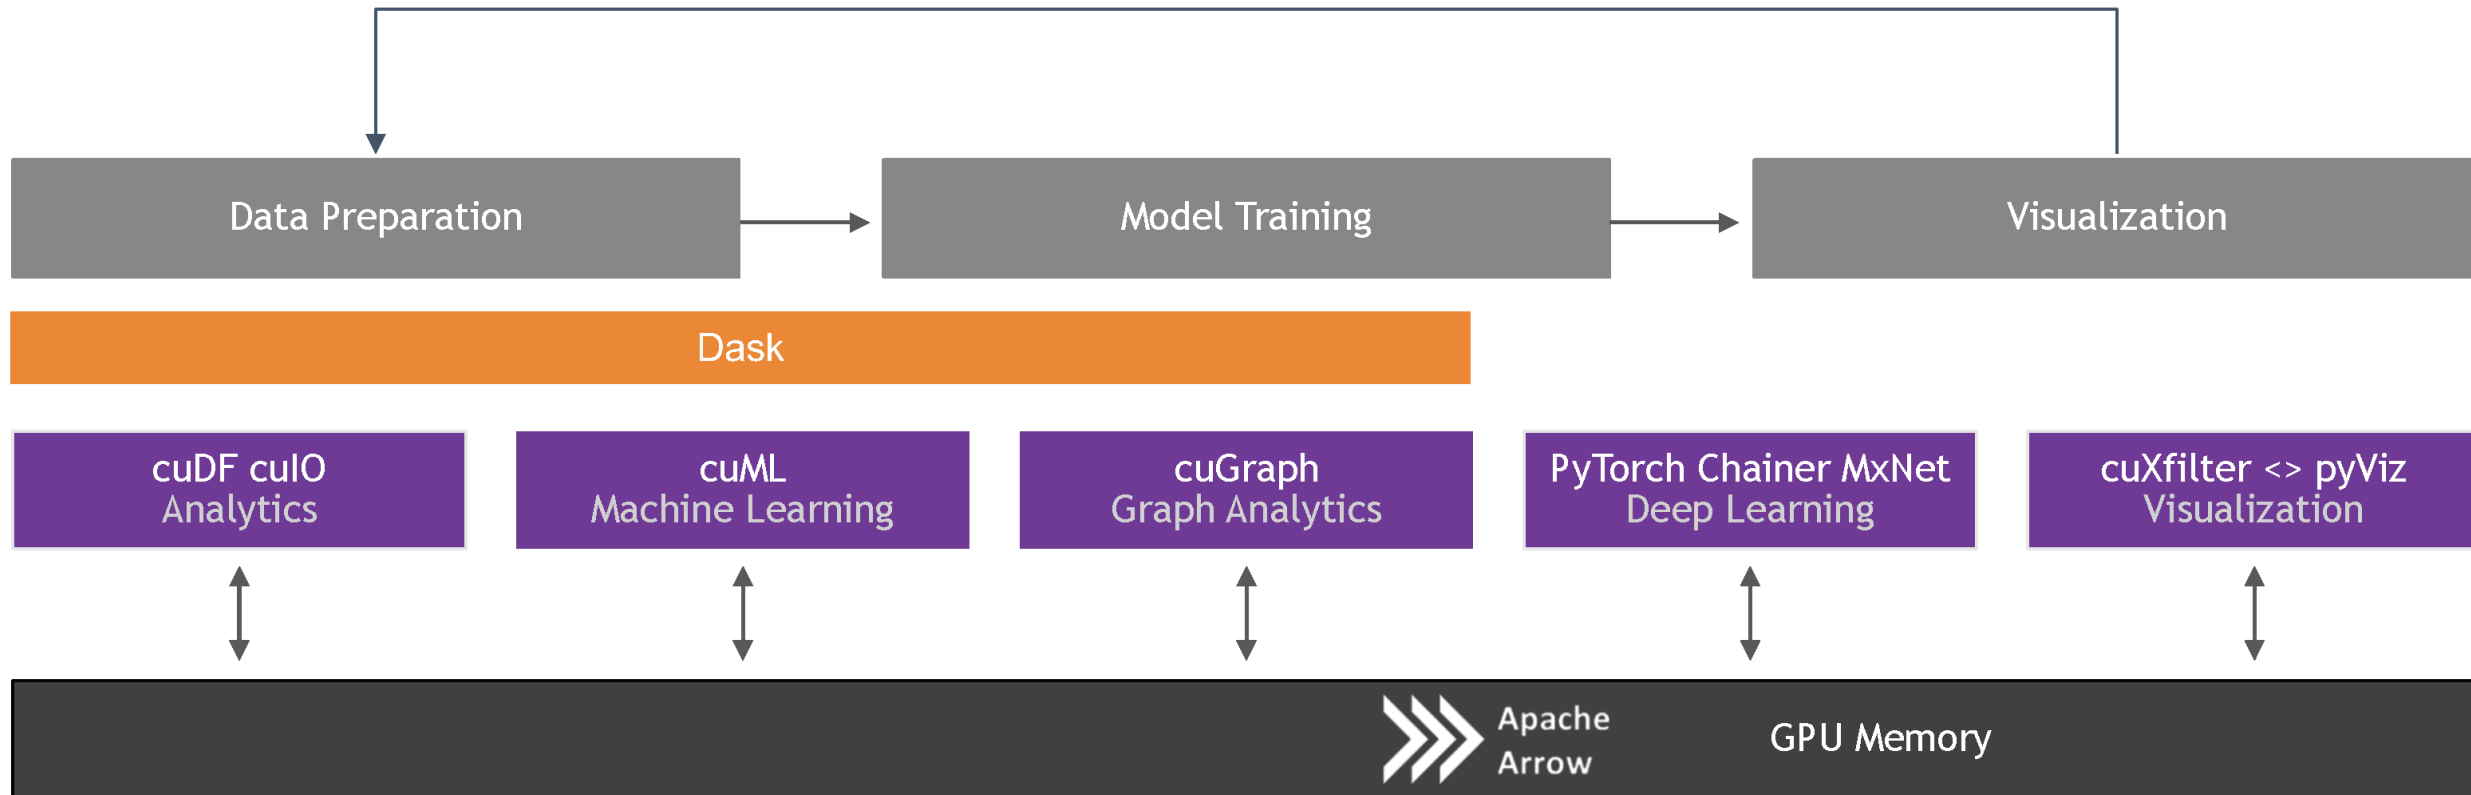 Data Preparation
Model Training
Visualization
Dask
cuDF cuIO
Analytics
cuML
Machine Learning
cuGraph
Graph Analytics
PyTorch Chainer MxNet
Deep Learning
cuXfilter <> pyViz
Visualization
Apache
Arrow
GPU Memory